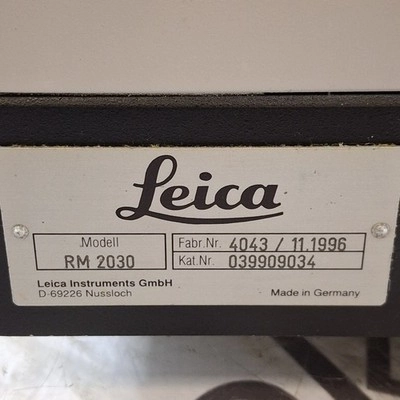 Leica
Modell
RM 2030
Fabr.Nr. 4043 / 11.1996
Kat.Nr. 039909034
Leica Instruments GmbH
D-69226 Nussloch
Made in Germany